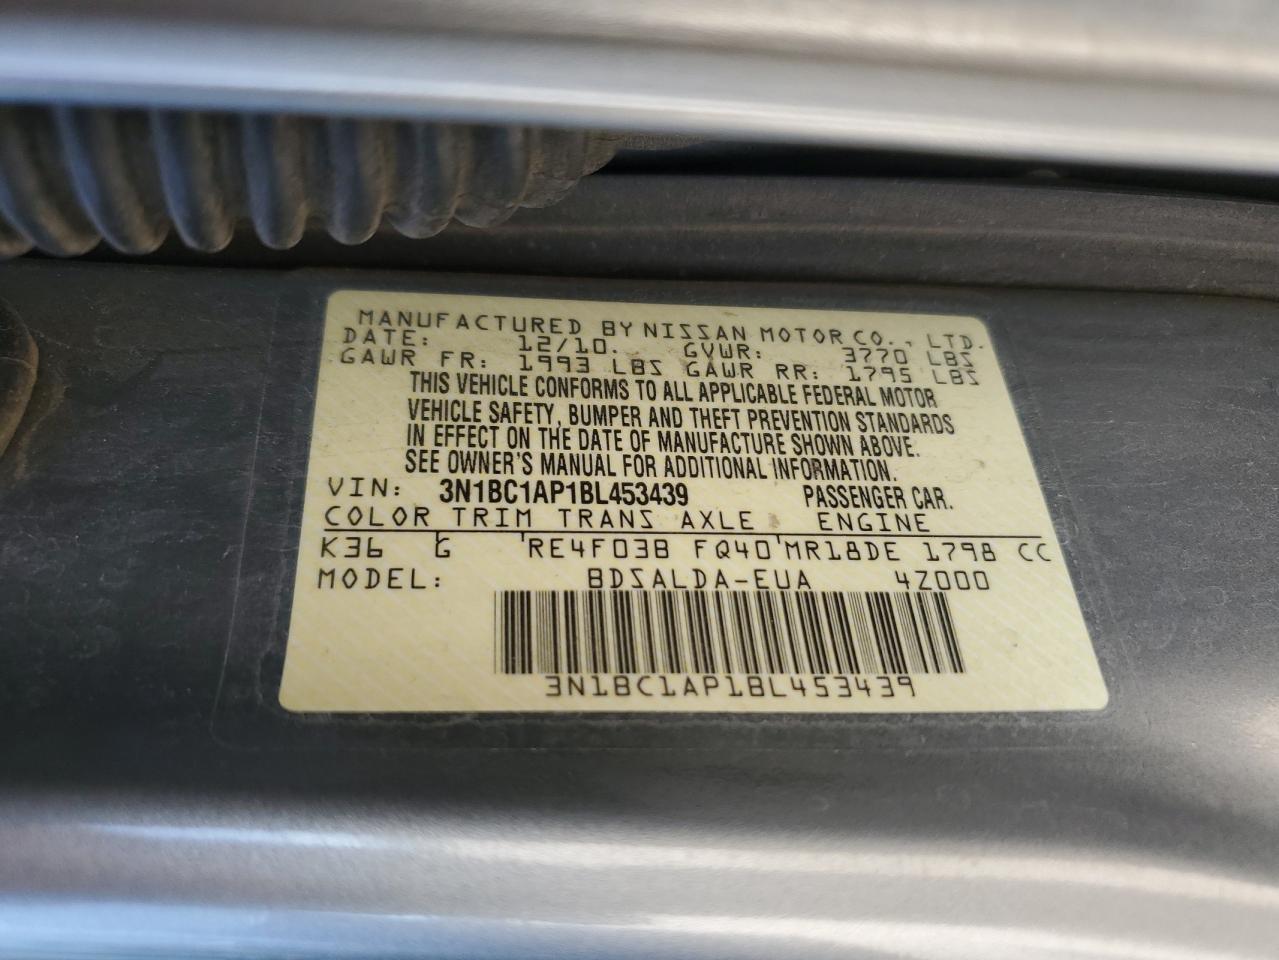 MANUFACTURED BY NISSAN MOTOR CO., LTD.
DATE: 12/10. GVWR: 3770 LBS
GAWR FR: 1993 LBS GAWR RR: 1795 LBS
THIS VEHICLE CONFORMS TO ALL APPLICABLE FEDERAL MOTOR
VEHICLE SAFETY, BUMPER AND THEFT PREVENTION STANDARDS
IN EFFECT ON THE DATE OF MANUFACTURE SHOWN ABOVE.
SEE OWNER'S MANUAL FOR ADDITIONAL INFORMATION.
VIN: 3N1BC1AP1BL453439 PASSENGER CAR.
COLOR TRIM TRANS AXLE ENGINE
K36 G RE4F03B FQ40 MR18DE 1798 CC
MODEL: BDSALDA-EUA 4Z000
3N1BC1AP1BL453439